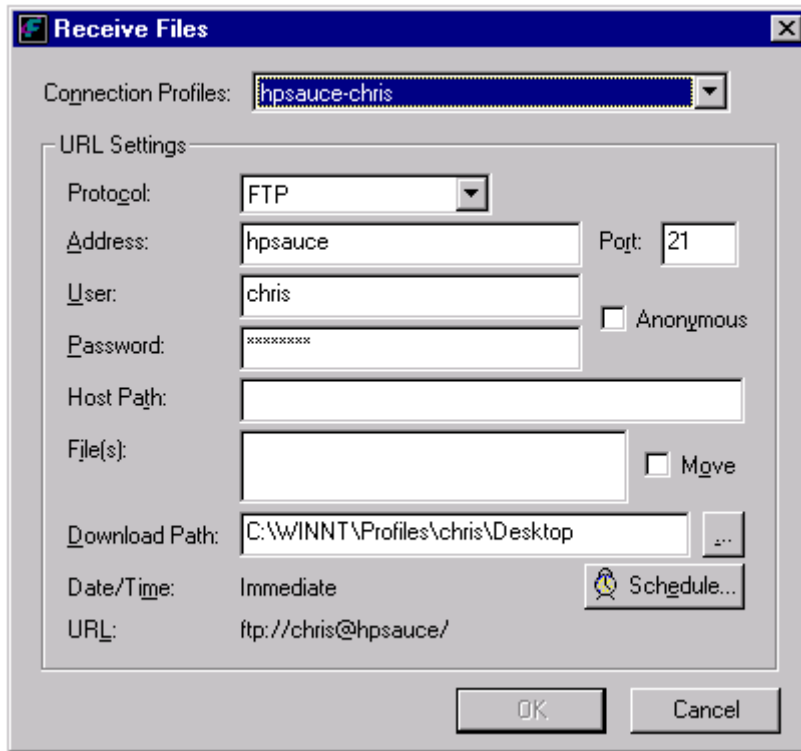 Receive Files
Connection Profiles: hpsauce-chris
URL Settings
Protocol: FTP
Address: hpsauce Port: 21
User: chris
Anonymous
Password: ********
Host Path:
File(s):
Move
Download Path: C:\WINNT\Profiles\chris\Desktop ...
Date/Time: Immediate Schedule...
URL: ftp://chris@hpsauce/
OK Cancel